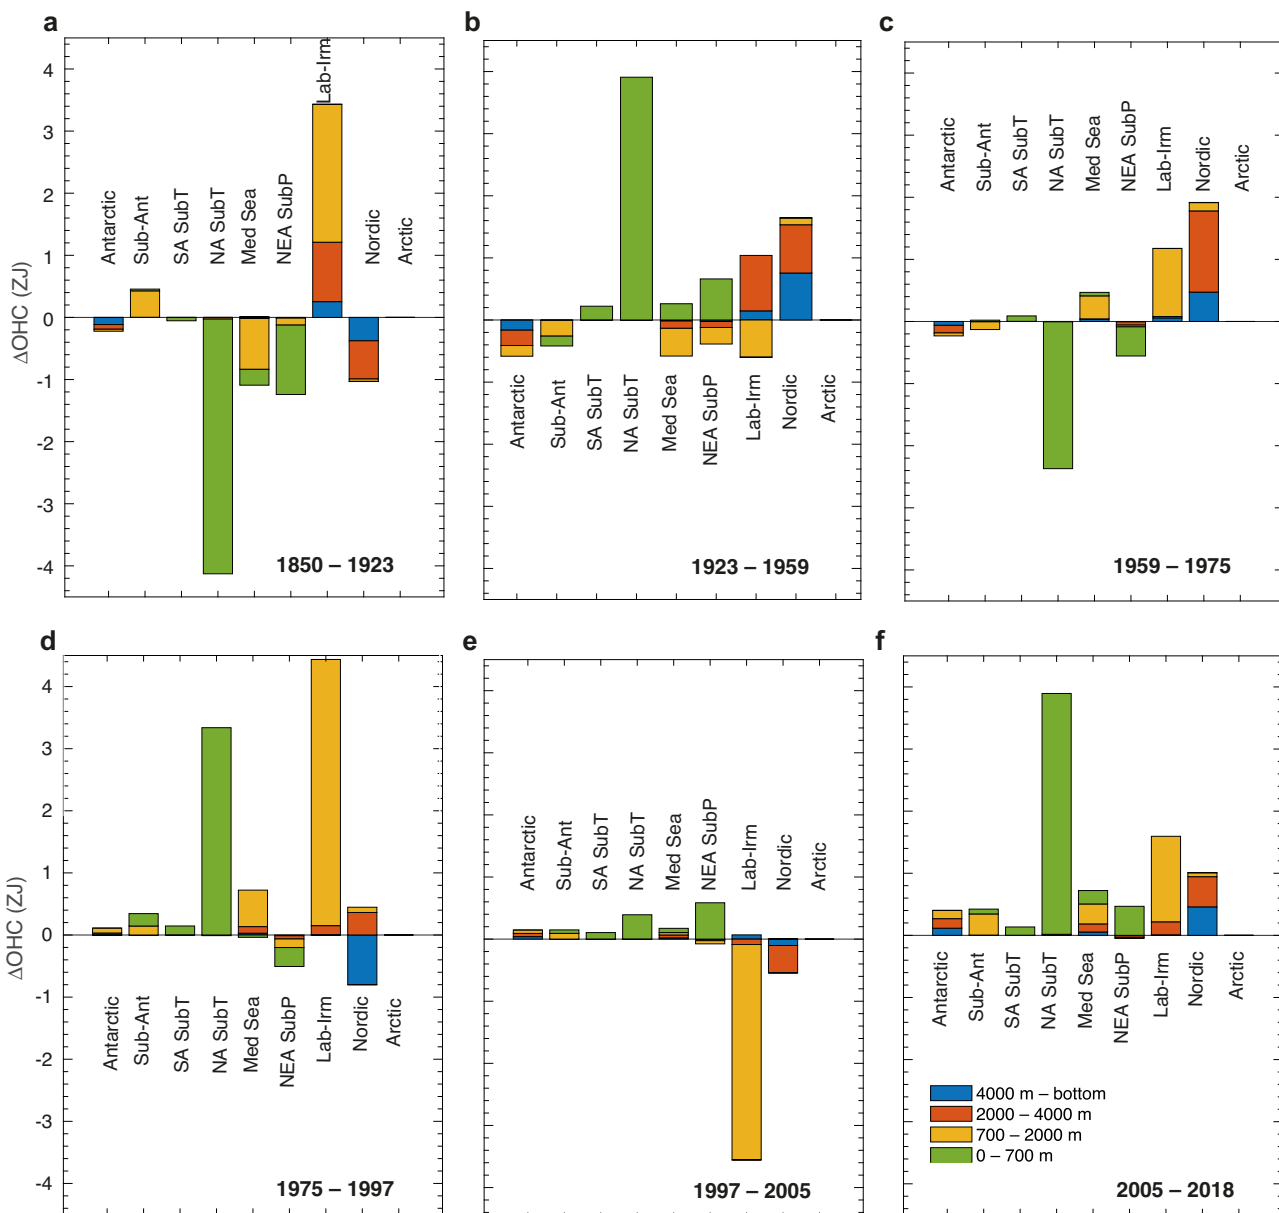 a
ΔOHC (ZJ)
4
3
2
1
0
-1
-2
-3
-4
Antarctic
Sub-Ant
SA SubT
NA SubT
Med Sea
NEA SubP
Lab-Irm
Nordic
Arctic
1850 – 1923
b
Antarctic
Sub-Ant
SA SubT
NA SubT
Med Sea
NEA SubP
Lab-Irm
Nordic
Arctic
1923 – 1959
c
Antarctic
Sub-Ant
SA SubT
NA SubT
Med Sea
NEA SubP
Lab-Irm
Nordic
Arctic
1959 – 1975
d
ΔOHC (ZJ)
4
3
2
1
0
-1
-2
-3
-4
Antarctic
Sub-Ant
SA SubT
NA SubT
Med Sea
NEA SubP
Lab-Irm
Nordic
Arctic
1975 – 1997
e
Antarctic
Sub-Ant
SA SubT
NA SubT
Med Sea
NEA SubP
Lab-Irm
Nordic
Arctic
1997 – 2005
f
Antarctic
Sub-Ant
SA SubT
NA SubT
Med Sea
NEA SubP
Lab-Irm
Nordic
Arctic
4000 m – bottom
2000 – 4000 m
700 – 2000 m
0 – 700 m
2005 – 2018